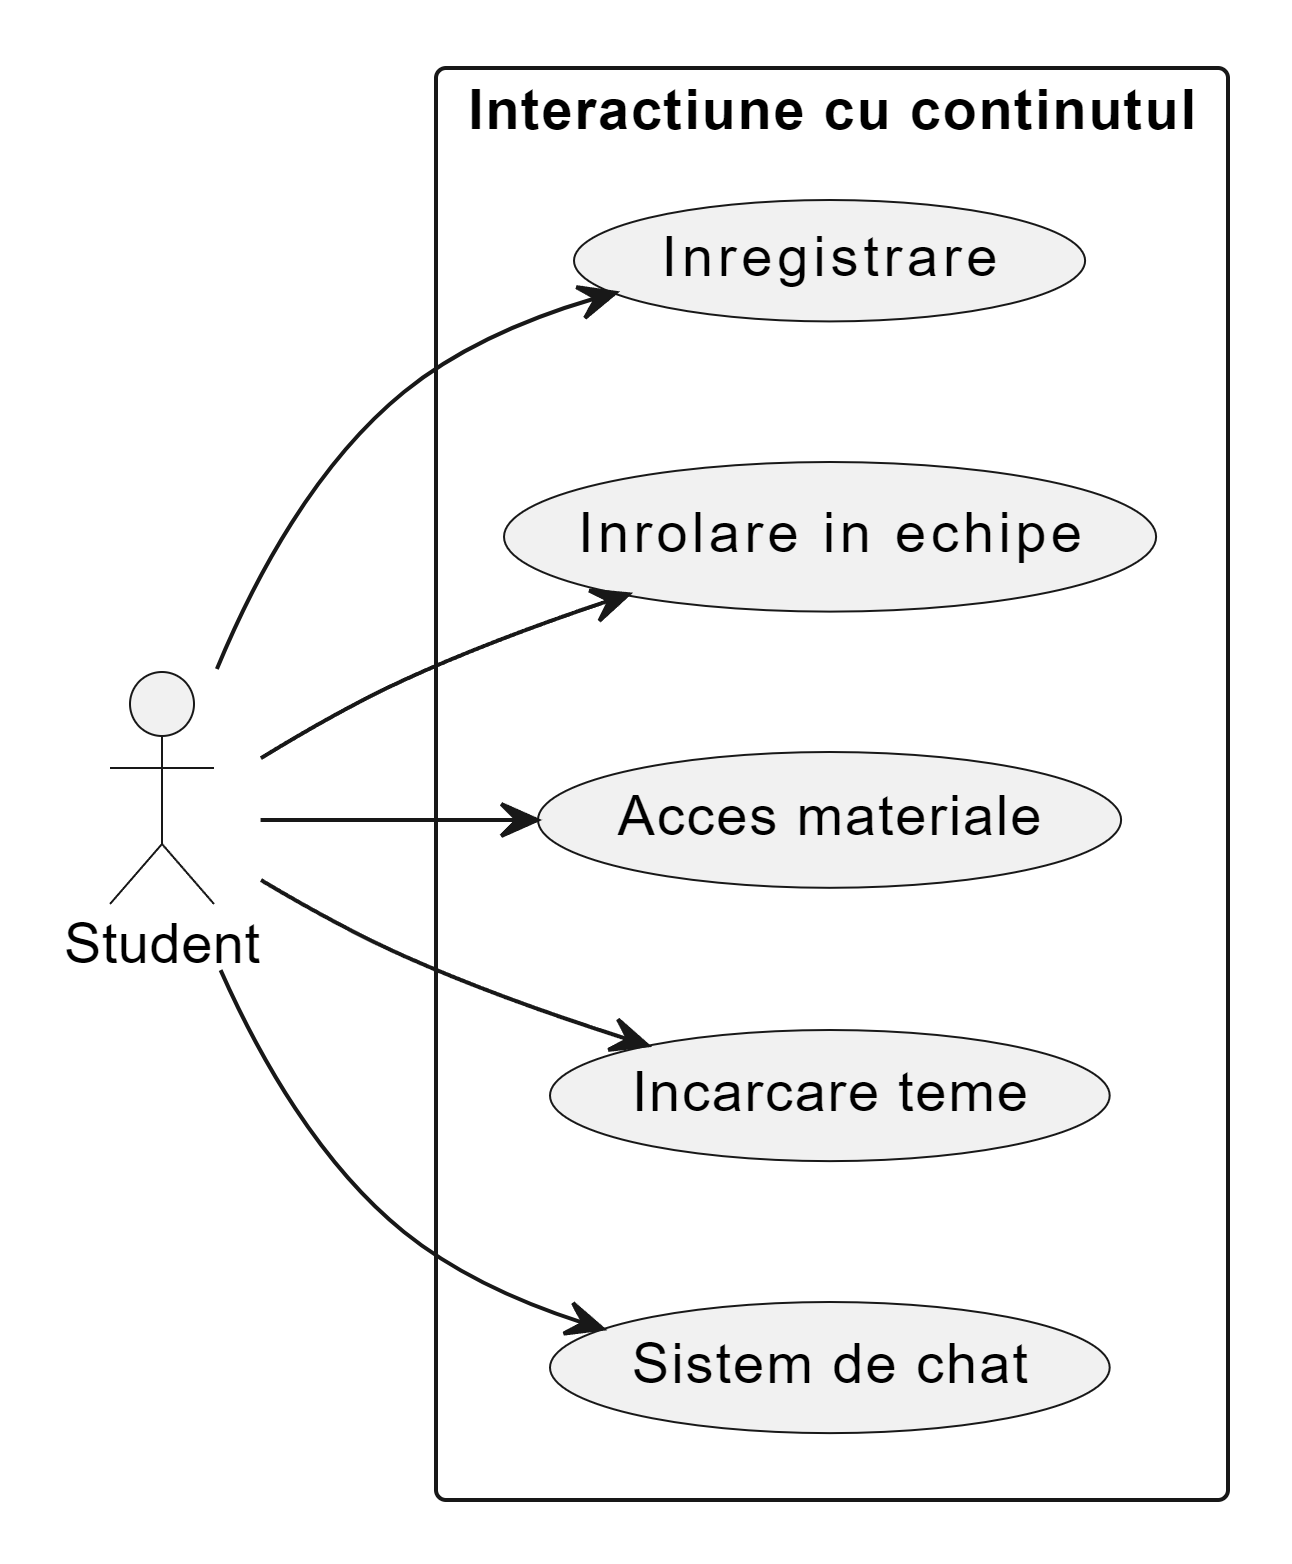 Interactiune cu continutul
Inregistrare
Inrolare in echipe
Acces materiale
Student
Incarcare teme
Sistem de chat